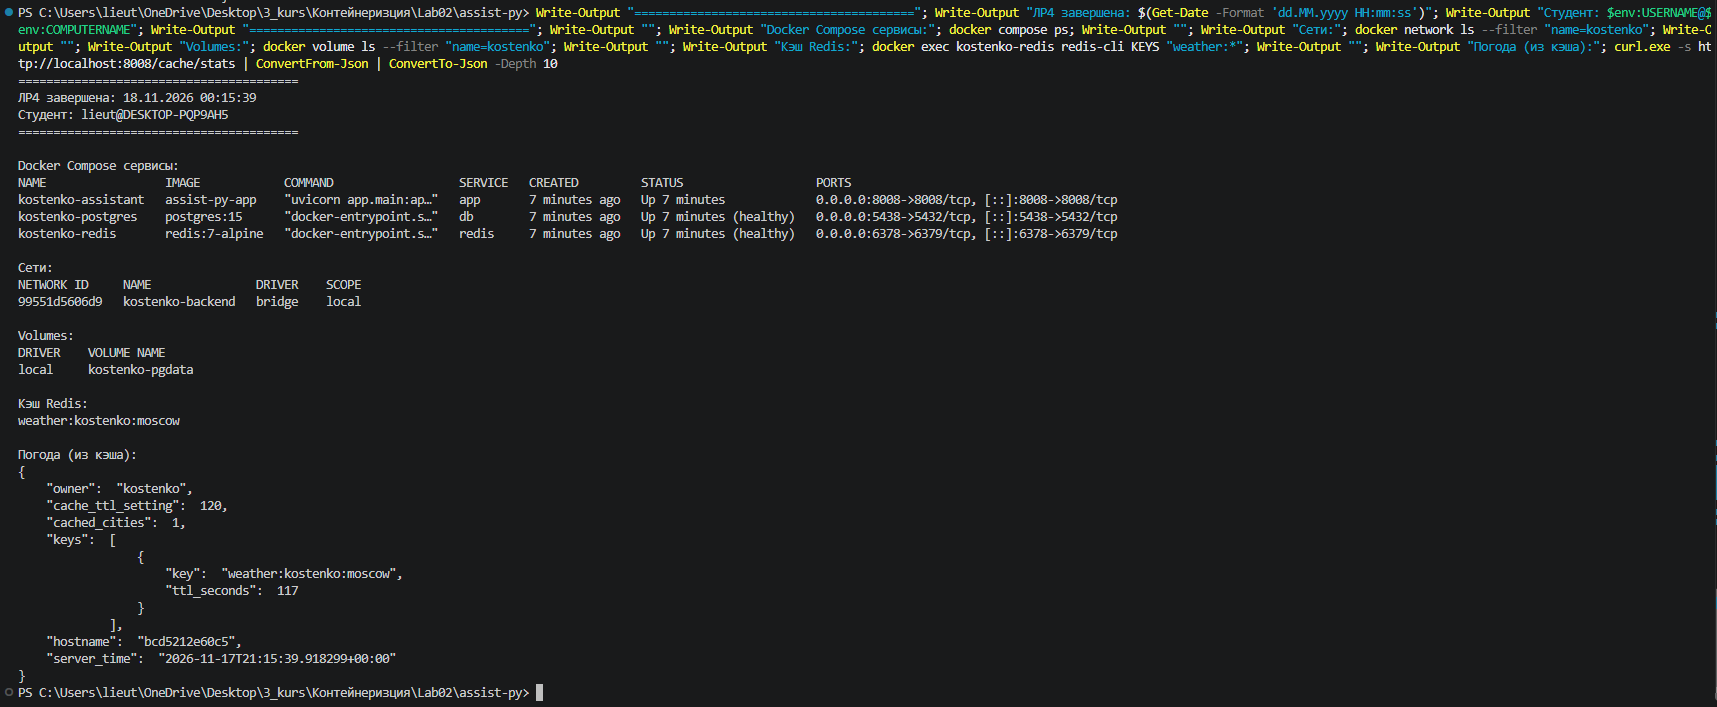 PS C:\Users\lieut\OneDrive\Desktop\3_kurs\Контейнеризция\Lab02\assist-py> Write-Output "========================================"; Write-Output "ЛР4 завершена: $(Get-Date -Format 'dd.MM.yyyy HH:mm:ss')"; Write-Output "Студент: $env:USERNAME@$
env:COMPUTERNAME"; Write-Output "========================================"; Write-Output ""; Write-Output "Docker Compose сервисы:"; docker compose ps; Write-Output ""; Write-Output "Сети:"; docker network ls --filter "name=kostenko"; Write-O
utput ""; Write-Output "Volumes:"; docker volume ls --filter "name=kostenko"; Write-Output ""; Write-Output "Кэш Redis:"; docker exec kostenko-redis redis-cli KEYS "weather:*"; Write-Output ""; Write-Output "Погода (из кэша):"; curl.exe -s ht
tp://localhost:8008/cache/stats | ConvertFrom-Json | ConvertTo-Json -Depth 10
========================================
ЛР4 завершена: 18.11.2026 00:15:39
Студент: lieut@DESKTOP-PQP9AH5
========================================
Docker Compose сервисы:
NAME IMAGE COMMAND SERVICE CREATED STATUS PORTS
kostenko-assistant assist-py-app "uvicorn app.main:ap…" app 7 minutes ago Up 7 minutes 0.0.0.0:8008->8008/tcp, [::]:8008->8008/tcp
kostenko-postgres postgres:15 "docker-entrypoint.s…" db 7 minutes ago Up 7 minutes (healthy) 0.0.0.0:5438->5432/tcp, [::]:5438->5432/tcp
kostenko-redis redis:7-alpine "docker-entrypoint.s…" redis 7 minutes ago Up 7 minutes (healthy) 0.0.0.0:6378->6379/tcp, [::]:6378->6379/tcp
Сети:
NETWORK ID NAME DRIVER SCOPE
99551d5606d9 kostenko-backend bridge local
Volumes:
DRIVER VOLUME NAME
local kostenko-pgdata
Кэш Redis:
weather:kostenko:moscow
Погода (из кэша):
{
"owner": "kostenko",
"cache_ttl_setting": 120,
"cached_cities": 1,
"keys": [
{
"key": "weather:kostenko:moscow",
"ttl_seconds": 117
}
],
"hostname": "bcd5212e60c5",
"server_time": "2026-11-17T21:15:39.918299+00:00"
}
PS C:\Users\lieut\OneDrive\Desktop\3_kurs\Контейнеризция\Lab02\assist-py>